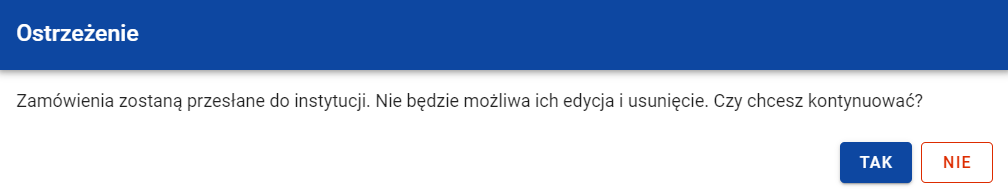 Ostrzeżenie
Zamówienia zostaną przesłane do instytucji. Nie będzie możliwa ich edycja i usunięcie. Czy chcesz kontynuować?
TAK NIE